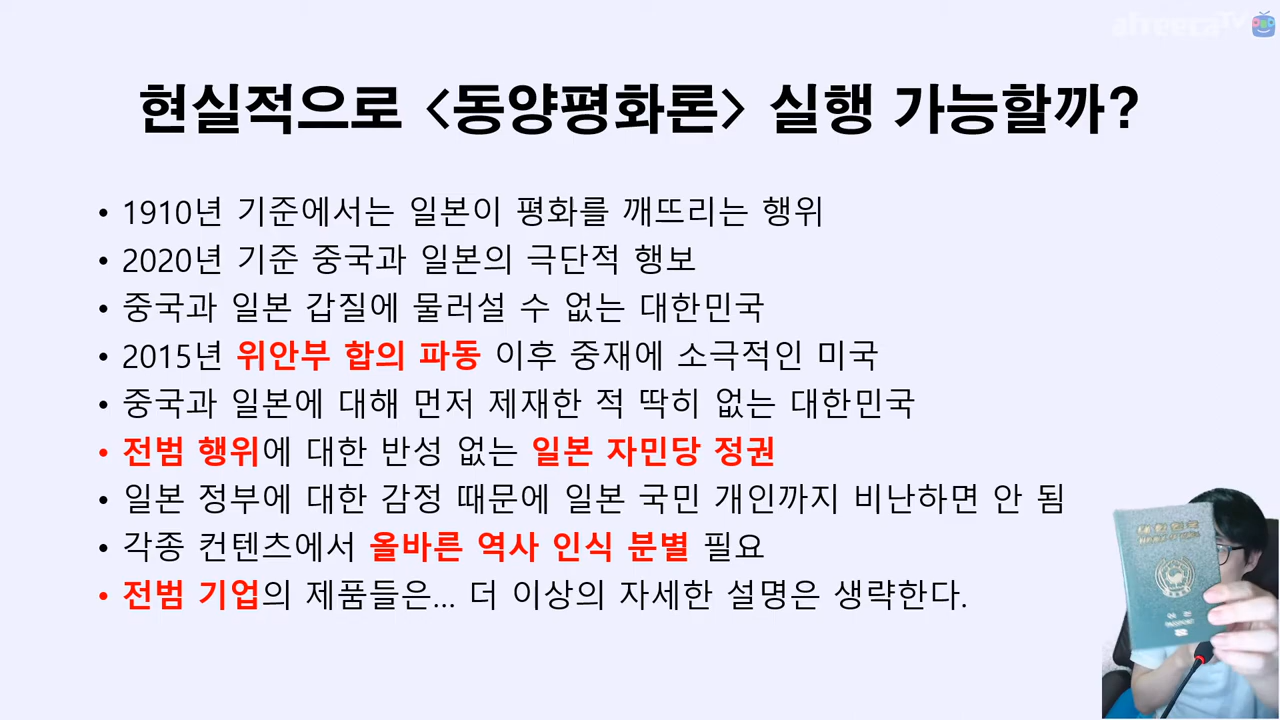 afreecaTV
현실적으로 <동양평화론> 실행 가능할까?
• 1910년 기준에서는 일본이 평화를 깨뜨리는 행위
• 2020년 기준 중국과 일본의 극단적 행보
• 중국과 일본 갑질에 물러설 수 없는 대한민국
• 2015년 위안부 합의 파동 이후 중재에 소극적인 미국
• 중국과 일본에 대해 먼저 제재한 적 딱히 없는 대한민국
• 전범 행위에 대한 반성 없는 일본 자민당 정권
• 일본 정부에 대한 감정 때문에 일본 국민 개인까지 비난하면 안 됨
• 각종 컨텐츠에서 올바른 역사 인식 분별 필요
• 전범 기업의 제품들은... 더 이상의 자세한 설명은 생략한다.
대한민국